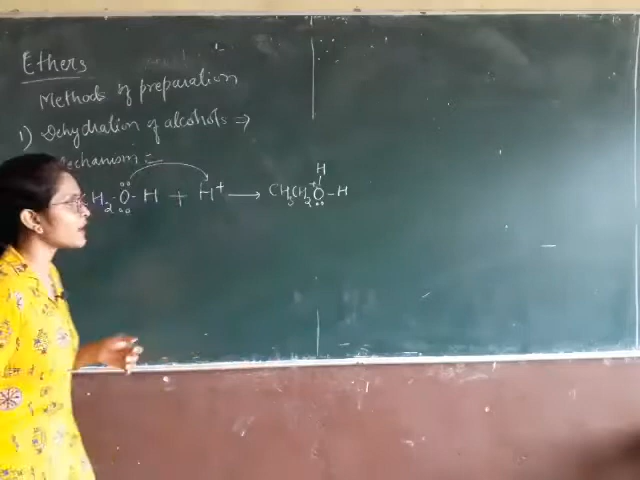 Ethers
Methods of preparation
1) Dehydration of alcohols ⇒
Mechanism :-
H₂-Ö-H + H⁺ ⟶ CH₃CH₂-O⁺-H
H